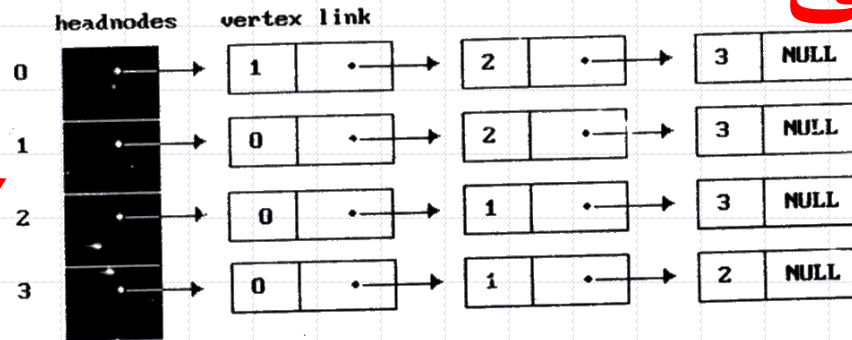 headnodes vertex link
0 1 2 3 NULL
1 0 2 3 NULL
2 0 1 3 NULL
3 0 1 2 NULL